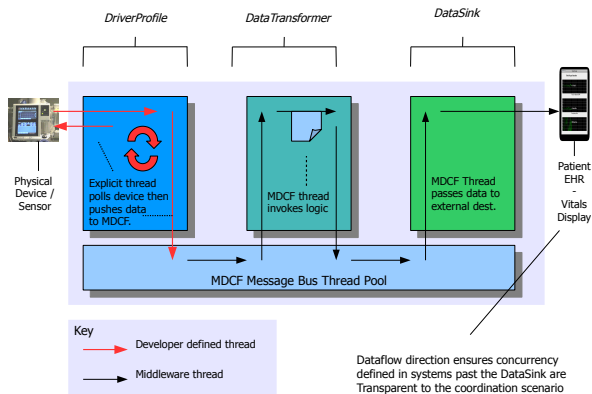 DriverProfile
DataTransformer
DataSink
Physical
Device /
Sensor
Explicit thread
polls device then
pushes data
to MDCF.
MDCF thread
invokes logic
MDCF Thread
passes data to
external dest.
Patient
EHR
-
Vitals
Display
MDCF Message Bus Thread Pool
Key
Developer defined thread
Middleware thread
Dataflow direction ensures concurrency
defined in systems past the DataSink are
Transparent to the coordination scenario